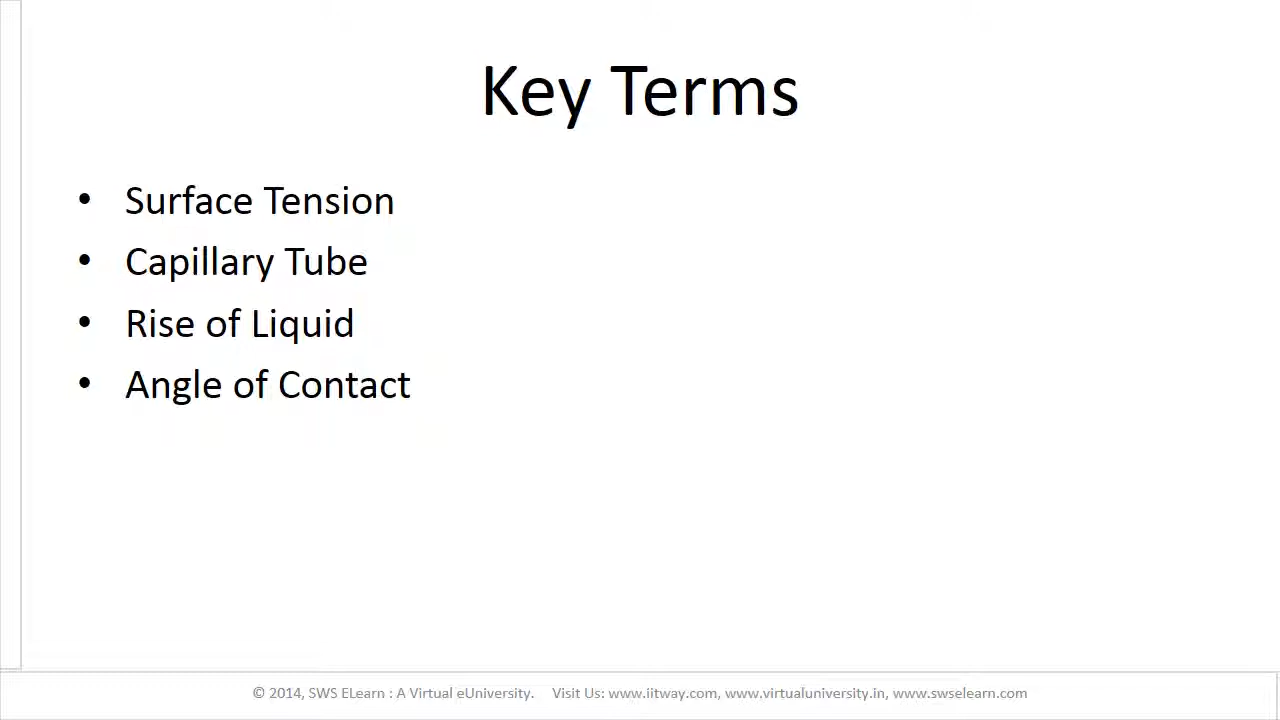 Key Terms
• Surface Tension
• Capillary Tube
• Rise of Liquid
• Angle of Contact
© 2014, SWS ELearn : A Virtual eUniversity. Visit Us: www.iitway.com, www.virtualuniversity.in, www.swselearn.com